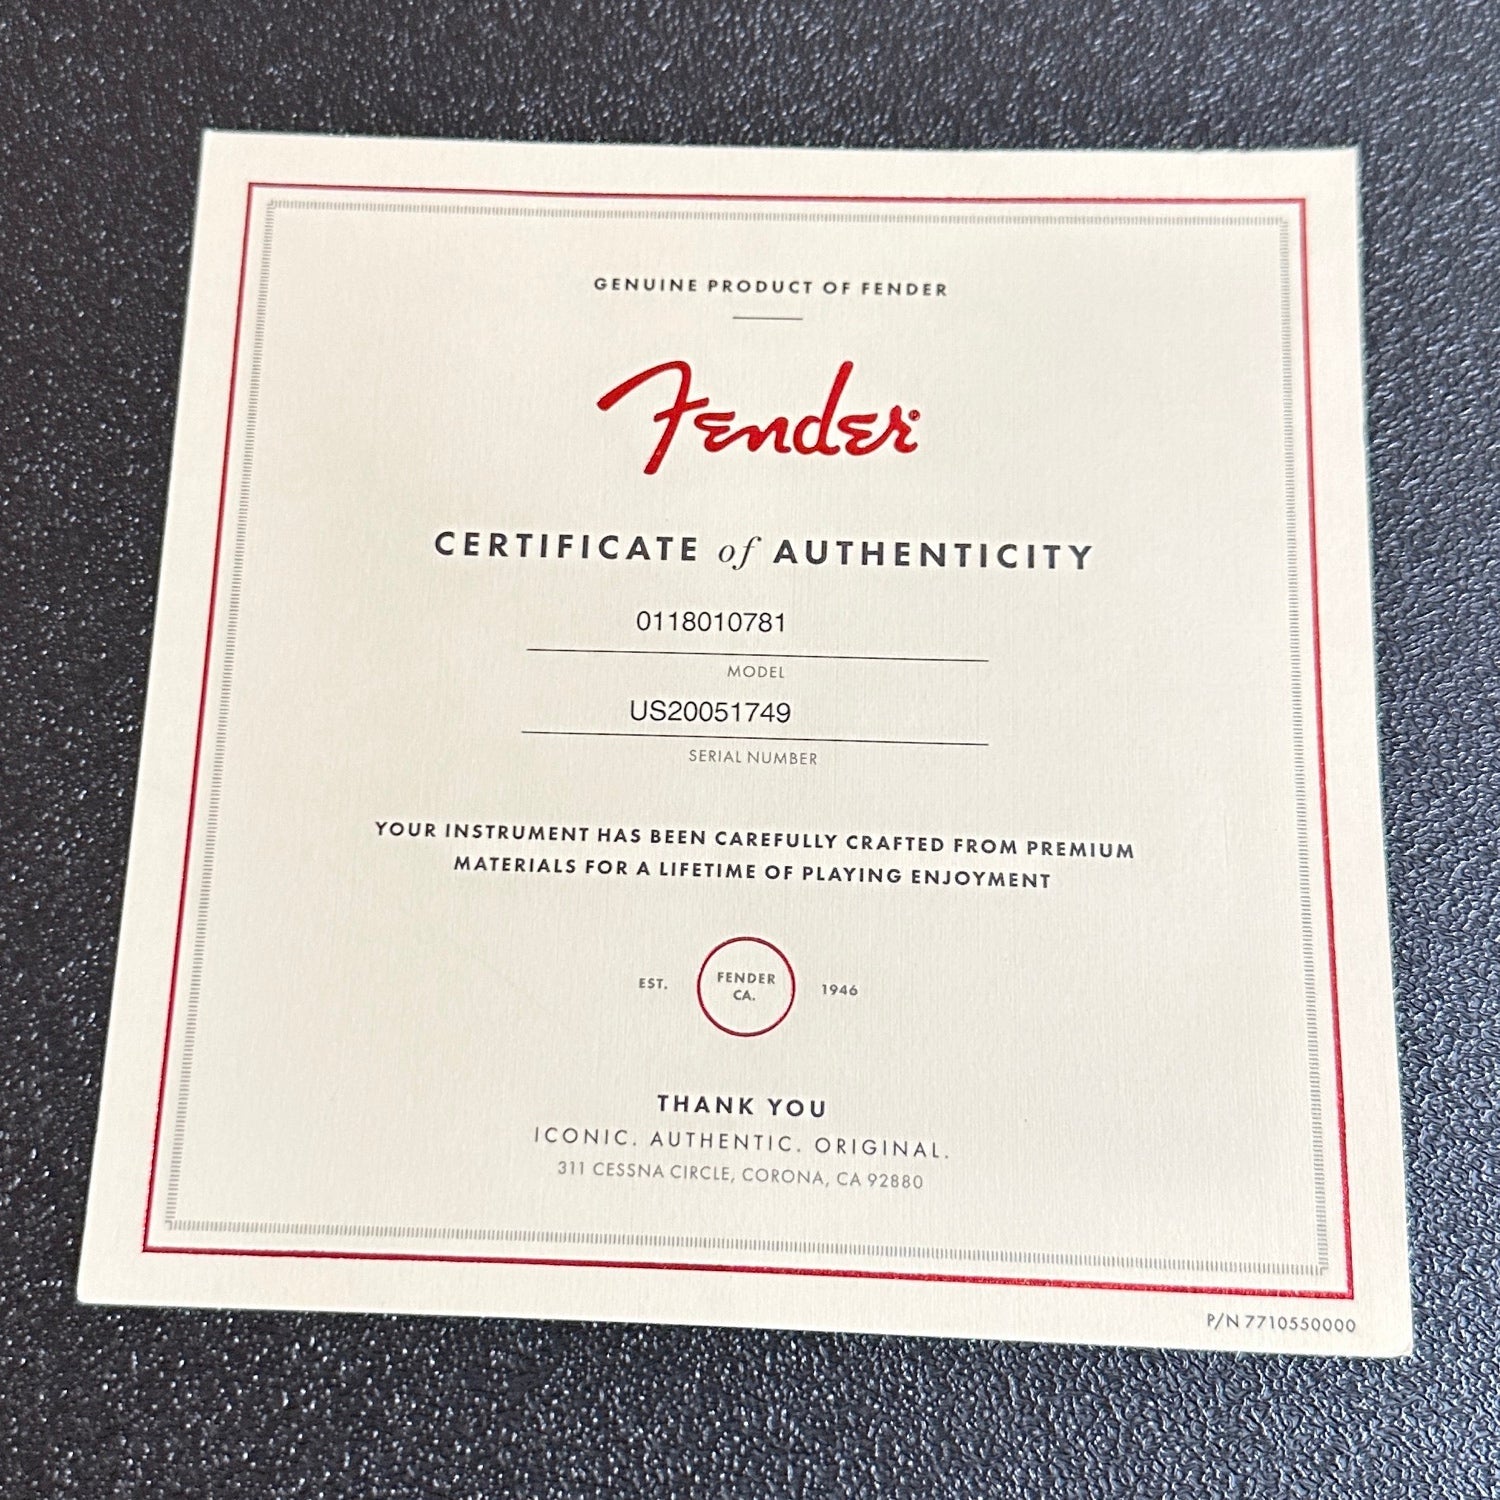 GENUINE PRODUCT OF FENDER
Fender®
CERTIFICATE of AUTHENTICITY
0118010781
MODEL
US20051749
SERIAL NUMBER
YOUR INSTRUMENT HAS BEEN CAREFULLY CRAFTED FROM PREMIUM
MATERIALS FOR A LIFETIME OF PLAYING ENJOYMENT
EST. FENDER 1946
CA.
THANK YOU
ICONIC. AUTHENTIC. ORIGINAL.
311 CESSNA CIRCLE, CORONA, CA 92880
P/N 7710550000